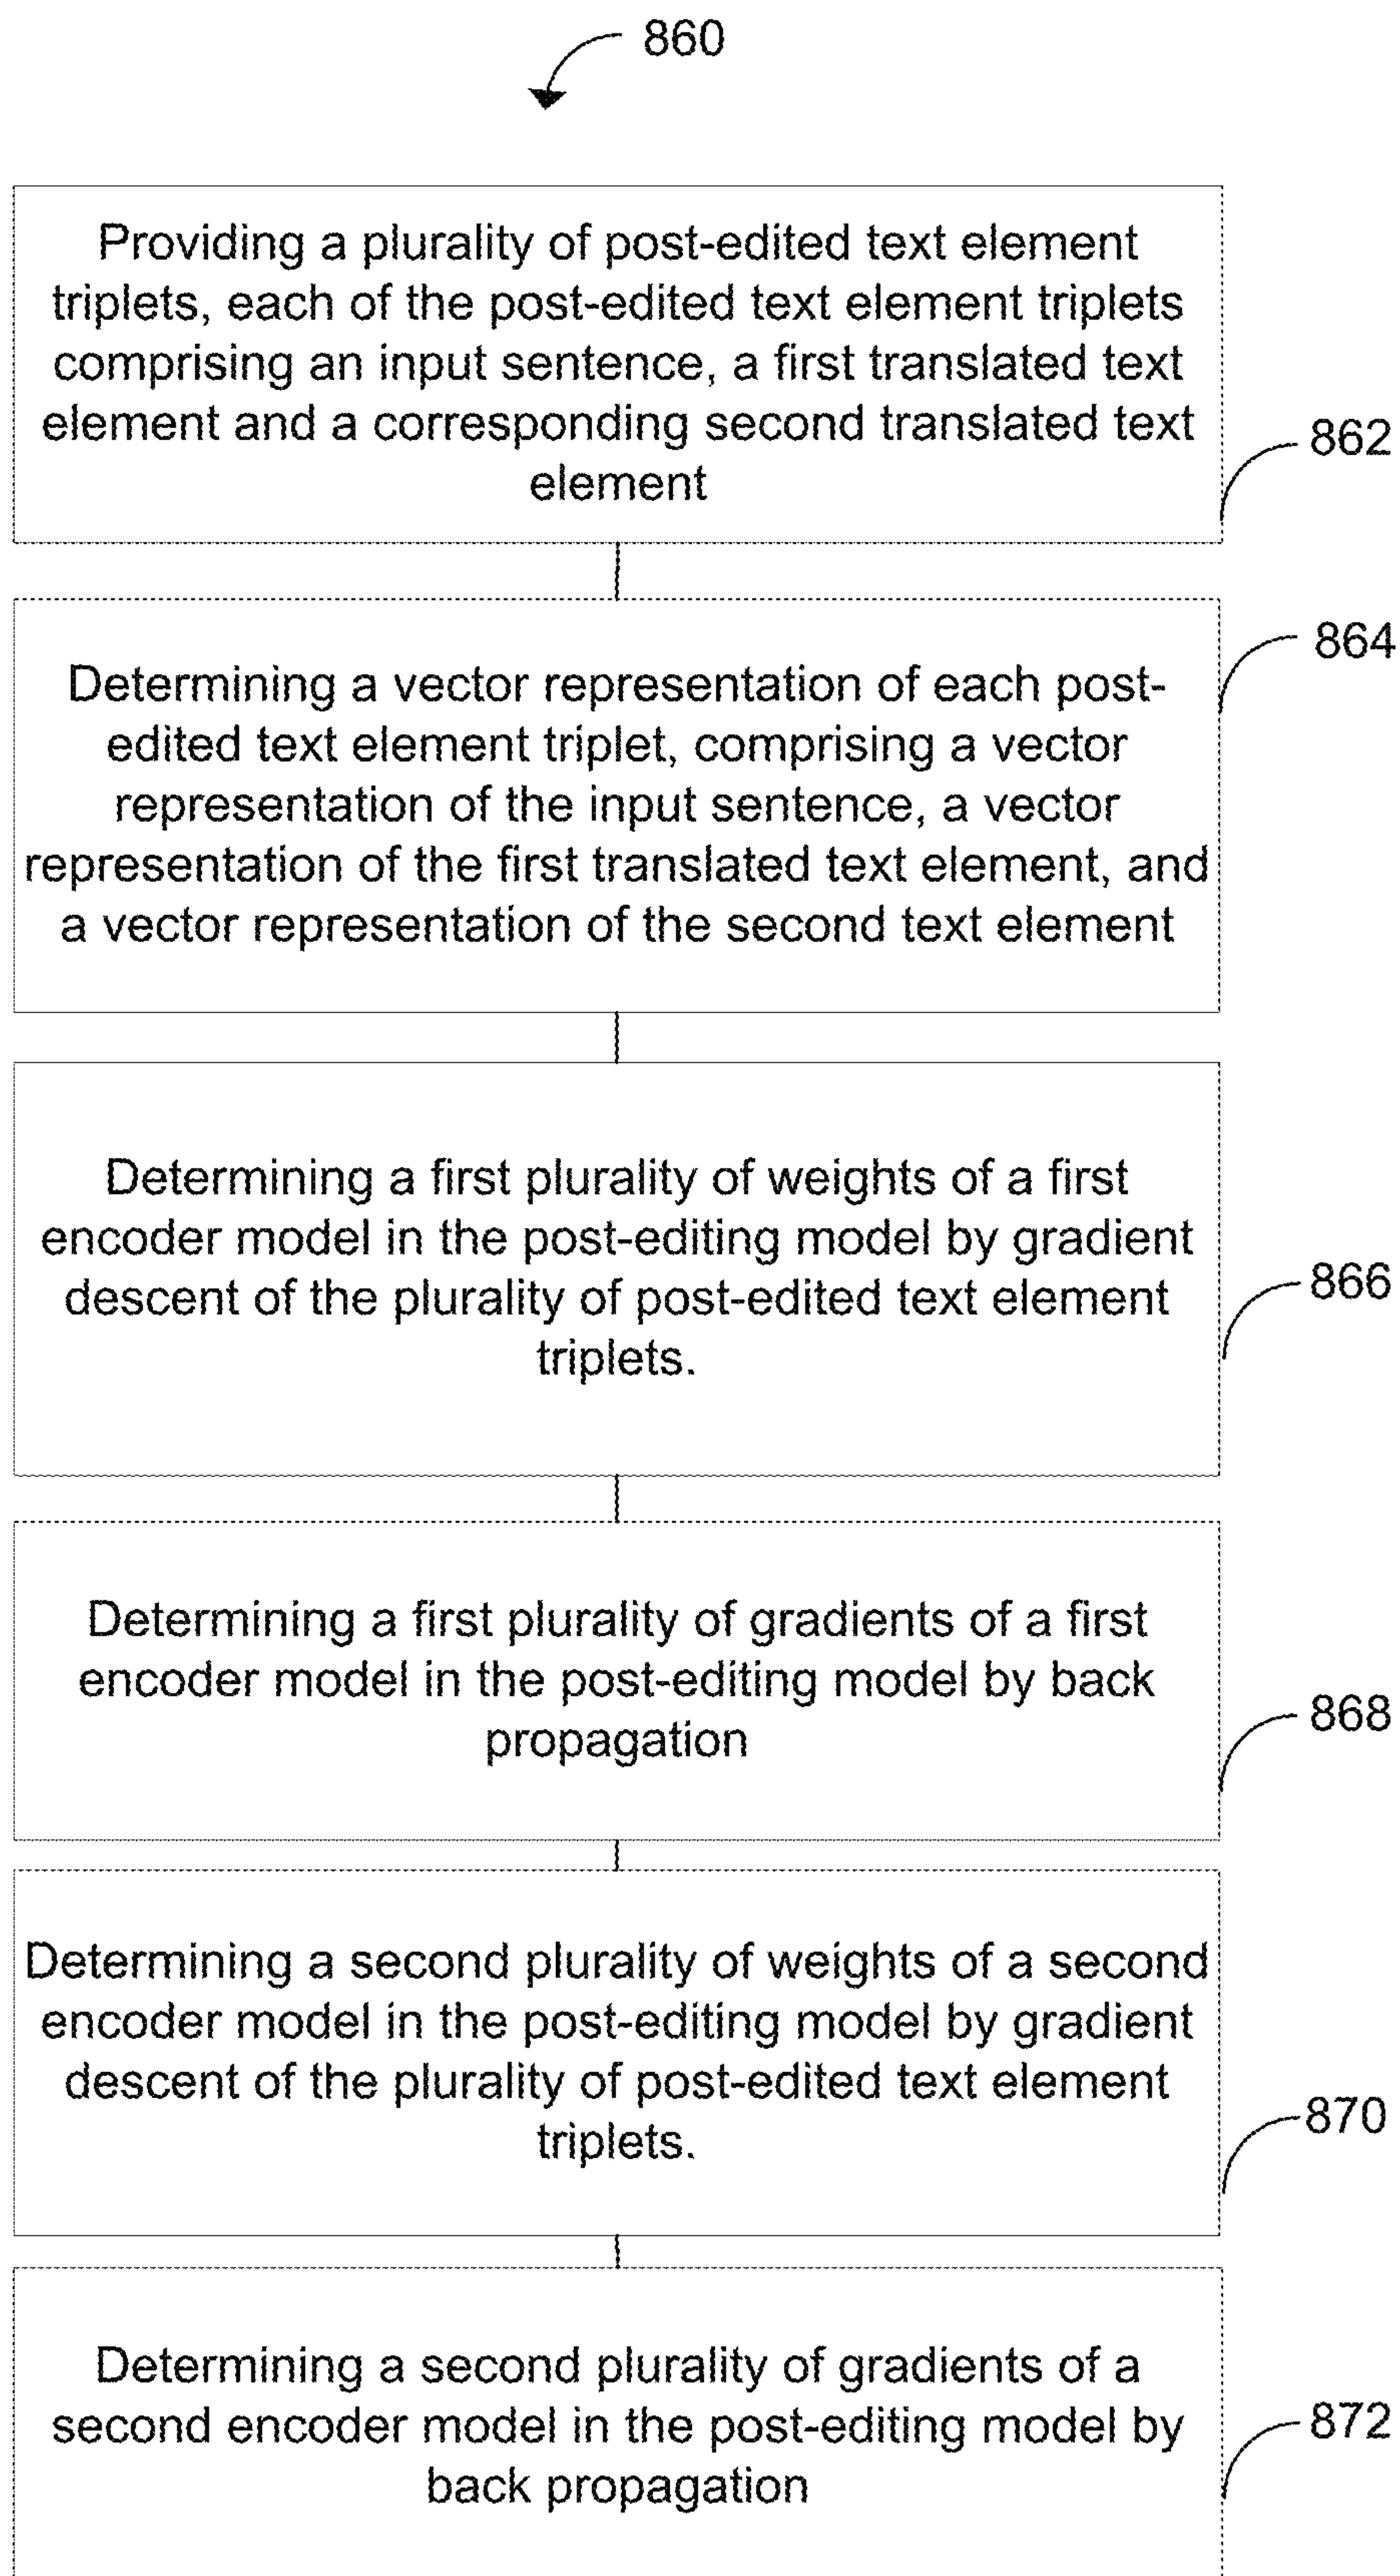 860
Providing a plurality of post-edited text element
triplets, each of the post-edited text element triplets
comprising an input sentence, a first translated text
element and a corresponding second translated text
element
862
864
Determining a vector representation of each post-
edited text element triplet, comprising a vector
representation of the input sentence, a vector
representation of the first translated text element, and
a vector representation of the second text element
Determining a first plurality of weights of a first
encoder model in the post-editing model by gradient
descent of the plurality of post-edited text element
triplets.
866
Determining a first plurality of gradients of a first
encoder model in the post-editing model by back
propagation
868
Determining a second plurality of weights of a second
encoder model in the post-editing model by gradient
descent of the plurality of post-edited text element
triplets.
870
Determining a second plurality of gradients of a
second encoder model in the post-editing model by
back propagation
872